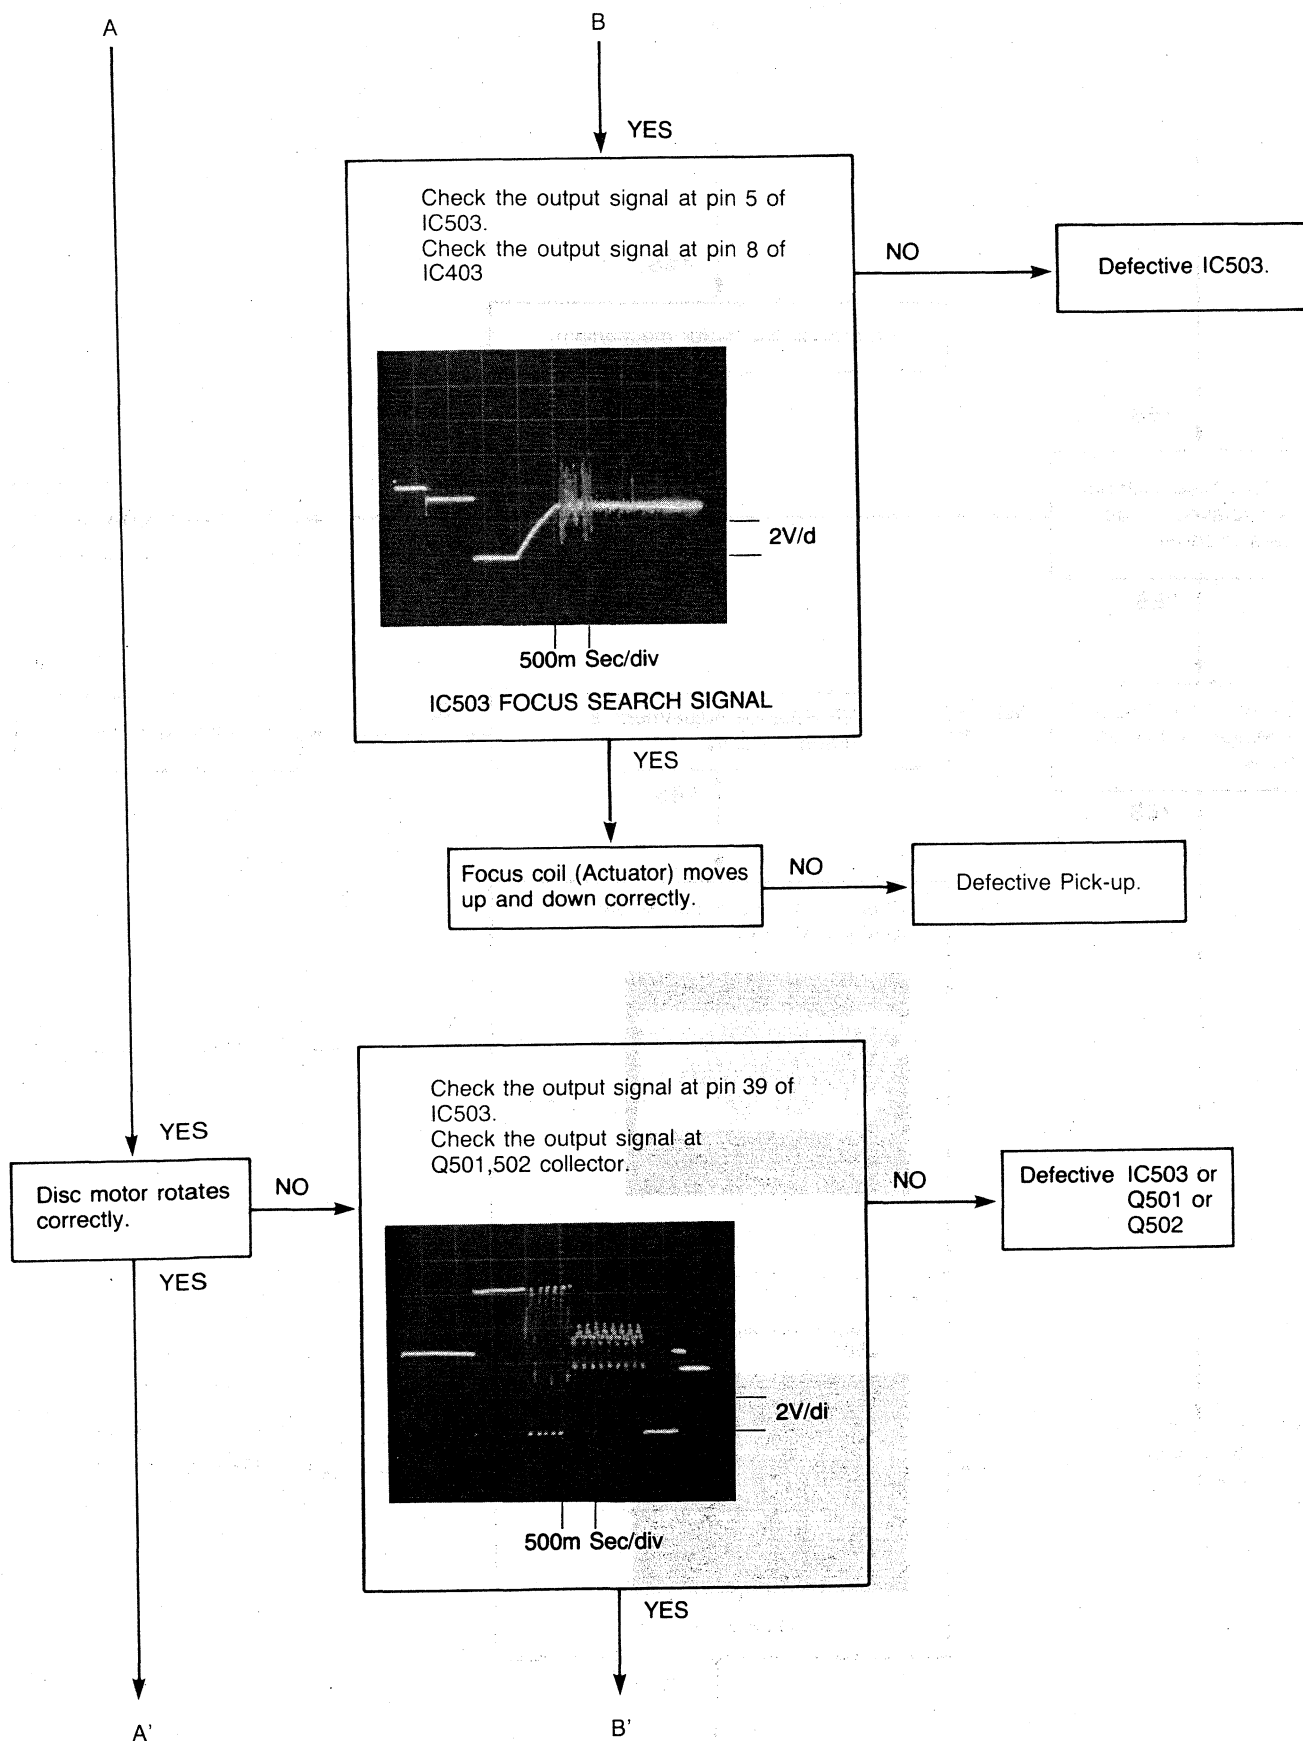 A
B
YES
Check the output signal at pin 5 of
IC503.
Check the output signal at pin 8 of
IC403
NO
Defective IC503.
2V/d
500m Sec/div
IC503 FOCUS SEARCH SIGNAL
YES
Focus coil (Actuator) moves
up and down correctly.
NO
Defective Pick-up.
YES
Disc motor rotates
correctly.
NO
YES
Check the output signal at pin 39 of
IC503.
Check the output signal at
Q501,502 collector.
NO
Defective IC503 or
Q501 or
Q502
2V/di
500m Sec/div
YES
A'
B'